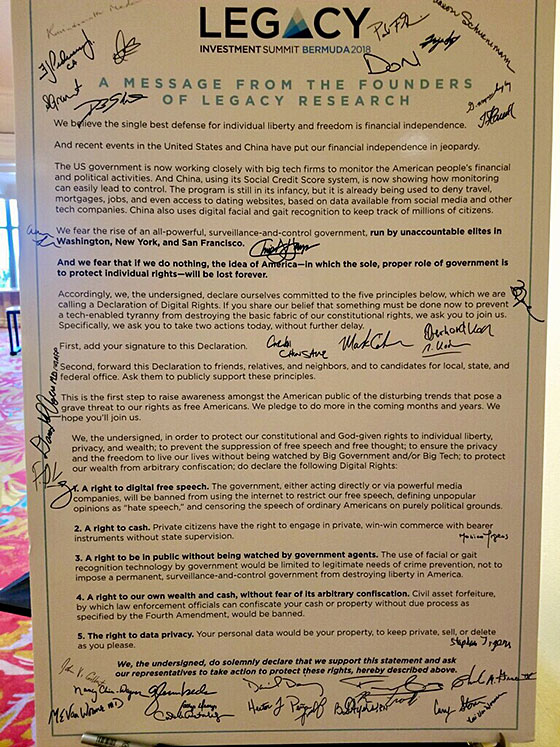 LEGACY
INVESTMENT SUMMIT BERMUDA 2018
A MESSAGE FROM THE FOUNDERS
OF LEGACY RESEARCH
We believe the single best defense for individual liberty and freedom is financial independence.
And recent events in the United States and China have put our financial independence in jeopardy.
The US government is now working closely with big tech firms to monitor the American people's financial
and political activities. And China, using its Social Credit Score system, is now showing how monitoring
can easily lead to control. The program is still in its infancy, but it is already being used to deny travel,
mortgages, jobs, and even access to dating websites, based on data available from social media and other
tech companies. China also uses digital facial and gait recognition to keep track of millions of citizens.
We fear the rise of an all-powerful, surveillance-and-control government, run by unaccountable elites in
Washington, New York, and San Francisco.
And we fear that if we do nothing, the idea of America—in which the sole, proper role of government is
to protect individual rights—will be lost forever.
Accordingly, we, the undersigned, declare ourselves committed to the five principles below, which we are
calling a Declaration of Digital Rights. If you share our belief that something must be done now to prevent
a tech-enabled tyranny from destroying the basic fabric of our constitutional rights, we ask you to join us.
Specifically, we ask you to take two actions today, without further delay.
First, add your signature to this Declaration.
Second, forward this Declaration to friends, relatives, and neighbors, and to candidates for local, state, and
federal office. Ask them to publicly support these principles.
This is the first step to raise awareness amongst the American public of the disturbing trends that pose a
grave threat to our rights as free Americans. We pledge to do more in the coming months and years. We
hope you'll join us.
We, the undersigned, in order to protect our constitutional and God-given rights to individual liberty,
privacy, and wealth; to prevent the suppression of free speech and free thought; to ensure the privacy
and the freedom to live our lives without being watched by Big Government and/or Big Tech; to protect
our wealth from arbitrary confiscation; do declare the following Digital Rights:
1. A right to digital free speech. The government, either acting directly or via powerful media
companies, will be banned from using the internet to restrict our free speech, defining unpopular
opinions as "hate speech," and censoring the speech of ordinary Americans on purely political grounds.
2. A right to cash. Private citizens have the right to engage in private, win-win commerce with bearer
instruments without state supervision.
3. A right to be in public without being watched by government agents. The use of facial or gait
recognition technology by government would be limited to legitimate needs of crime prevention, not to
impose a permanent, surveillance-and-control government from destroying liberty in America.
4. A right to our own wealth and cash, without fear of its arbitrary confiscation. Civil asset forfeiture,
by which law enforcement officials can confiscate your cash or property without due process as
specified by the Fourth Amendment, would be banned.
5. The right to data privacy. Your personal data would be your property, to keep private, sell, or delete
as you please.
We, the undersigned, do solemnly declare that we support this statement and ask
our representatives to take action to protect these rights, hereby described above.
DON